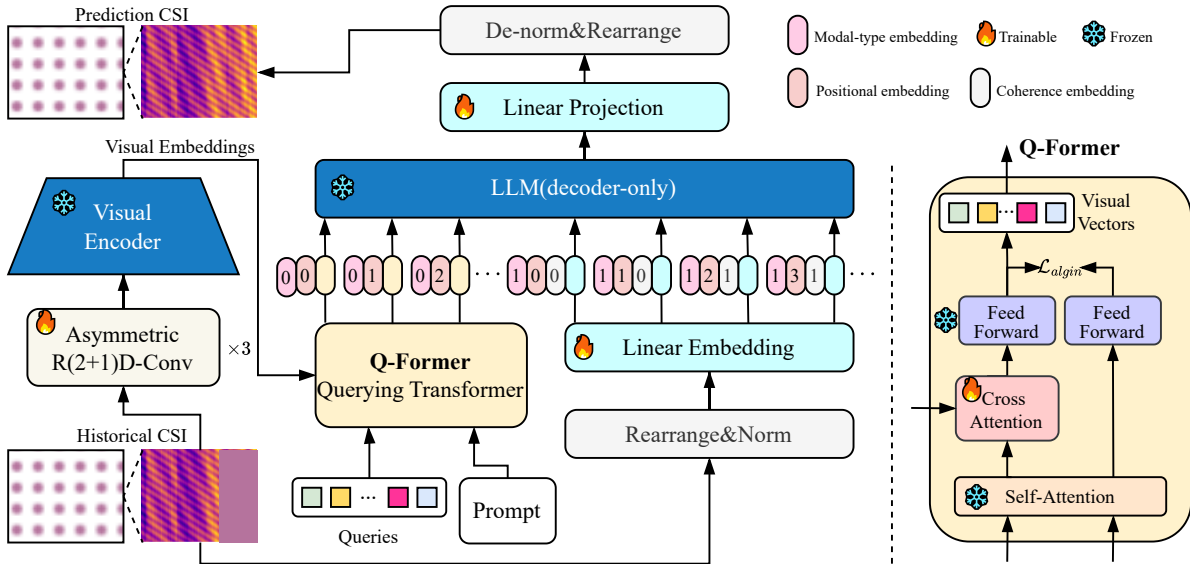 Prediction CSI
De-norm&Rearrange
Modal-type embedding
Trainable
Frozen
Positional embedding
Coherence embedding
Linear Projection
Visual Embeddings
Q-Former
LLM(decoder-only)
Visual
Encoder
Visual
Vectors
0 0
0 1
0 2
...
1 0 0
1 1 0
1 2 1
1 3 1
...
ℒalgin
Asymmetric
R(2+1)D-Conv
×3
Q-Former
Querying Transformer
Linear Embedding
Feed
Forward
Feed
Forward
Cross
Attention
Historical CSI
Rearrange&Norm
Self-Attention
...
Queries
Prompt
...